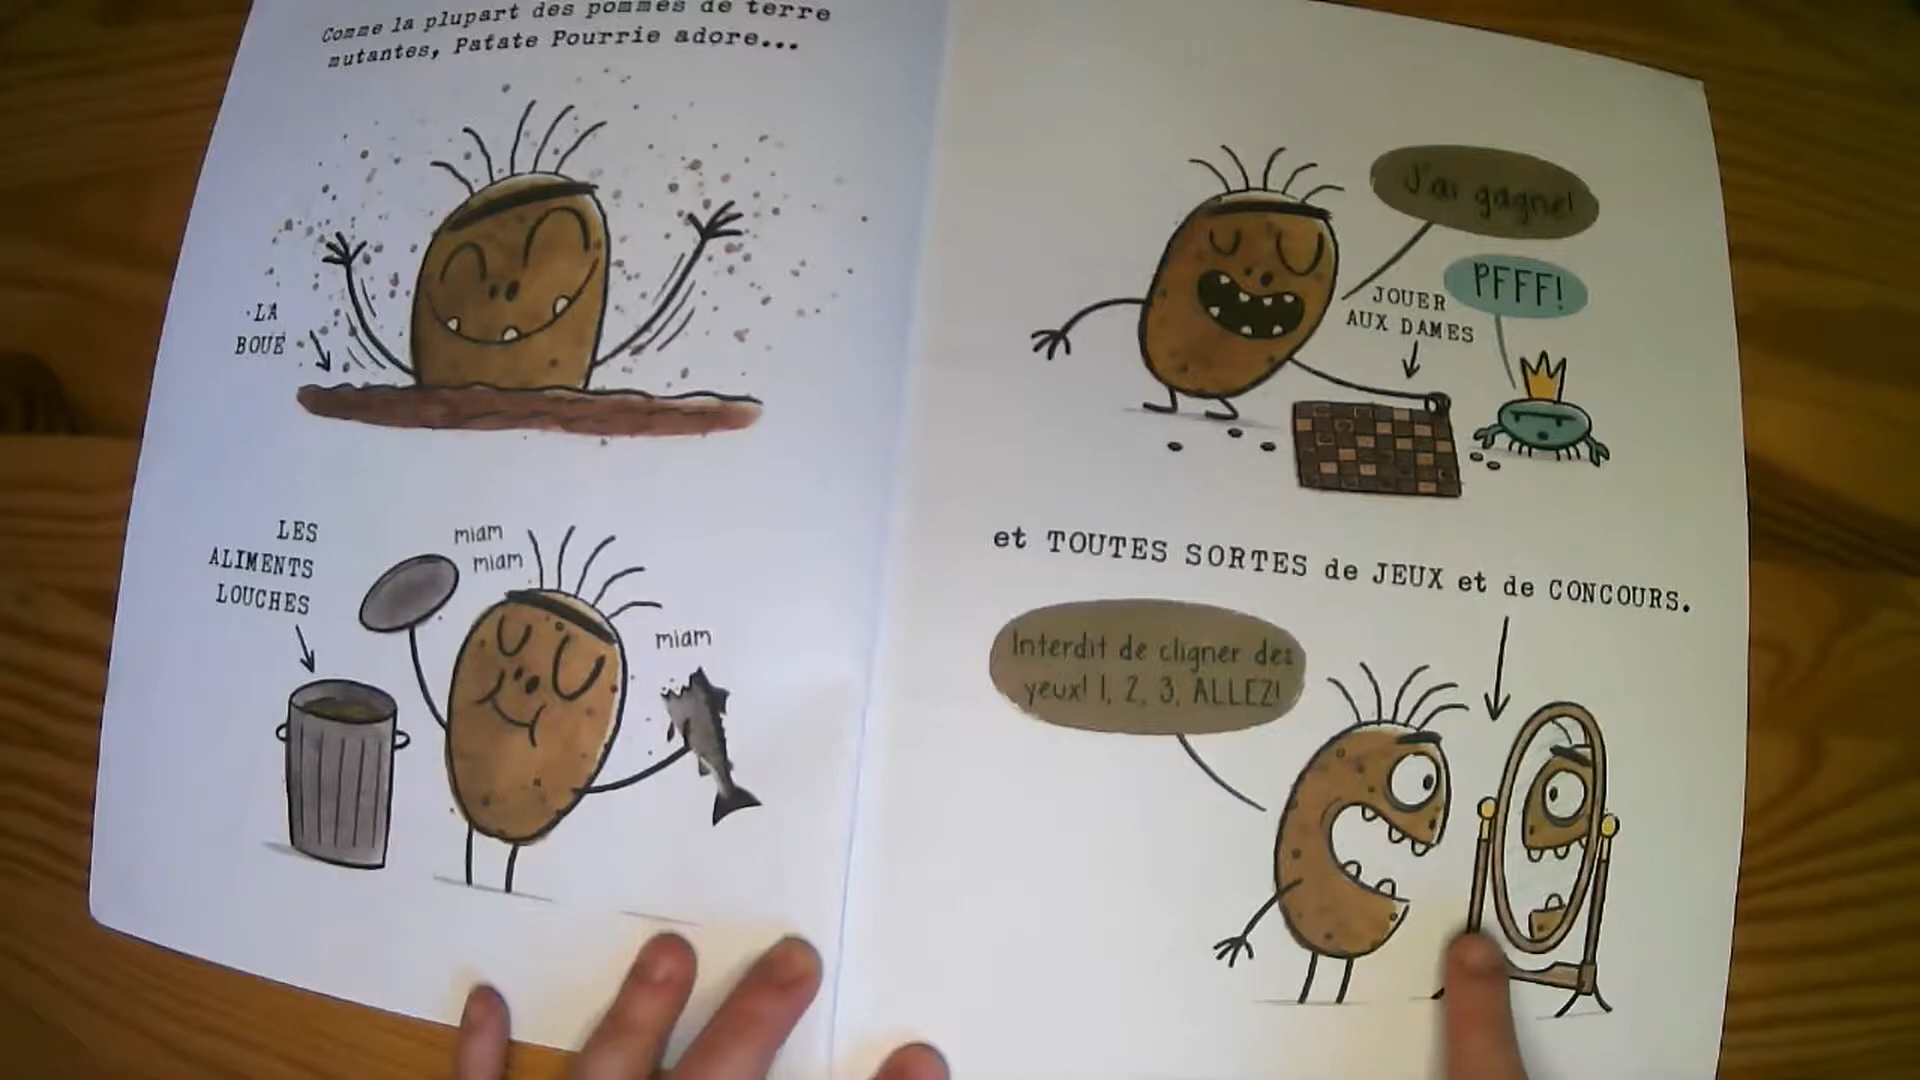 Comme la plupart des pommes de terre
mutantes, Patate Pourrie adore...
LA
BOUE
LES
ALIMENTS
LOUCHES
miam
miam
miam
J'ai gagné!
PFFF!
JOUER
AUX DAMES
et TOUTES SORTES de JEUX et de CONCOURS.
Interdit de cligner des
yeux! 1, 2, 3, ALLEZ!